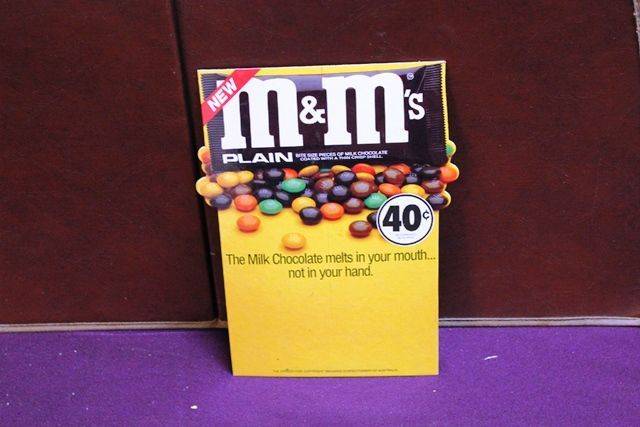 NEW
m&m's
PLAIN
BITE SIZE PIECES OF MILK CHOCOLATE
COATED WITH A THIN CRISP SHELL
40¢
The Milk Chocolate melts in your mouth...
not in your hand.